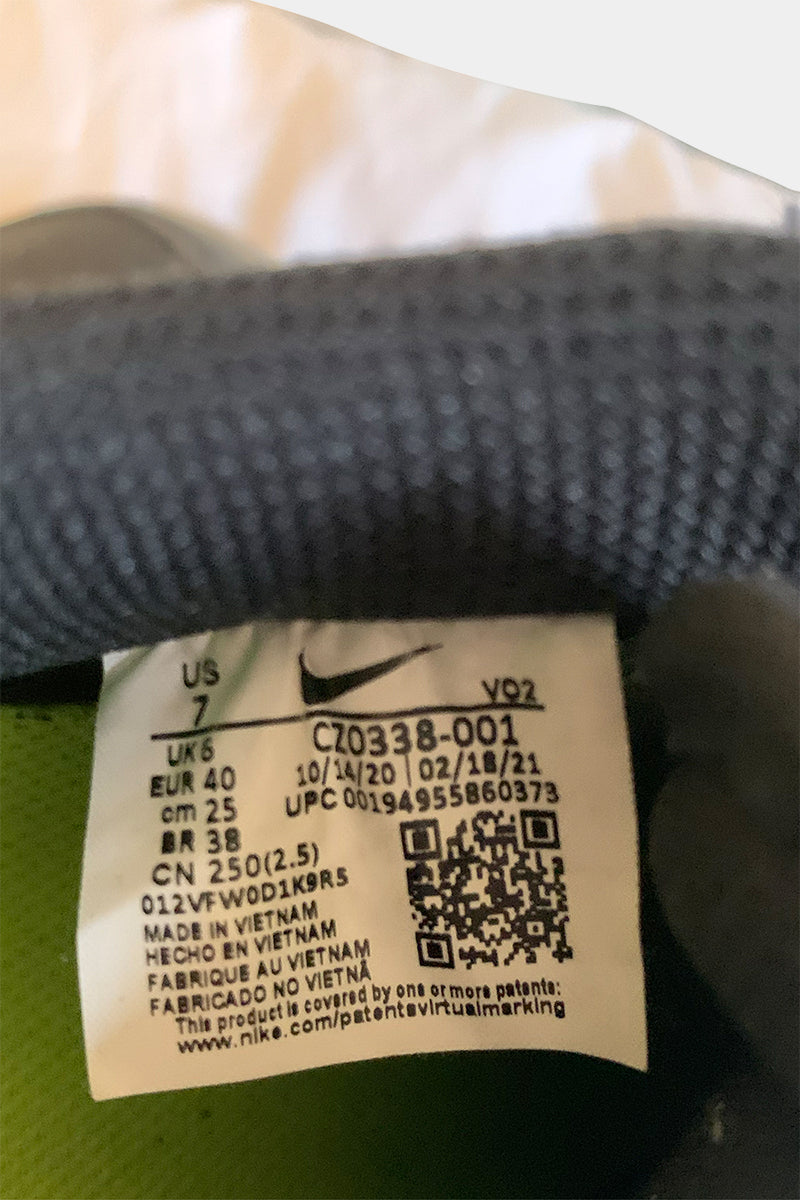 US
7
VO2
UK 6
CZ0338-001
EUR 40
10/14/20 | 02/18/21
cm 25
UPC 00194955860373
BR 38
CN 250(2.5)
012VFW0D1K9R5
MADE IN VIETNAM
HECHO EN VIETNAM
FABRIQUE AU VIETNAM
FABRICADO NO VIETNÃ
This product is covered by one or more patents:
www.nike.com/patentsvirtualmarking